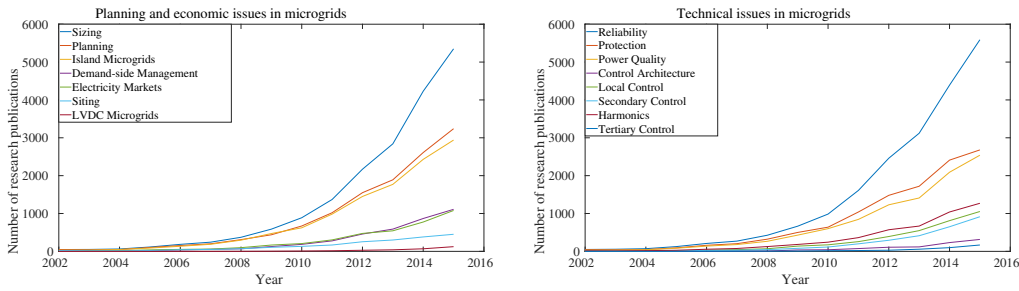 Planning and economic issues in microgrids
Number of research publications
6000
5000
4000
3000
2000
1000
0
Sizing
Planning
Island Microgrids
Demand-side Management
Electricity Markets
Siting
LVDC Microgrids
2002 2004 2006 2008 2010 2012 2014 2016
Year
Technical issues in microgrids
Number of research publications
6000
5000
4000
3000
2000
1000
0
Reliability
Protection
Power Quality
Control Architecture
Local Control
Secondary Control
Harmonics
Tertiary Control
2002 2004 2006 2008 2010 2012 2014 2016
Year